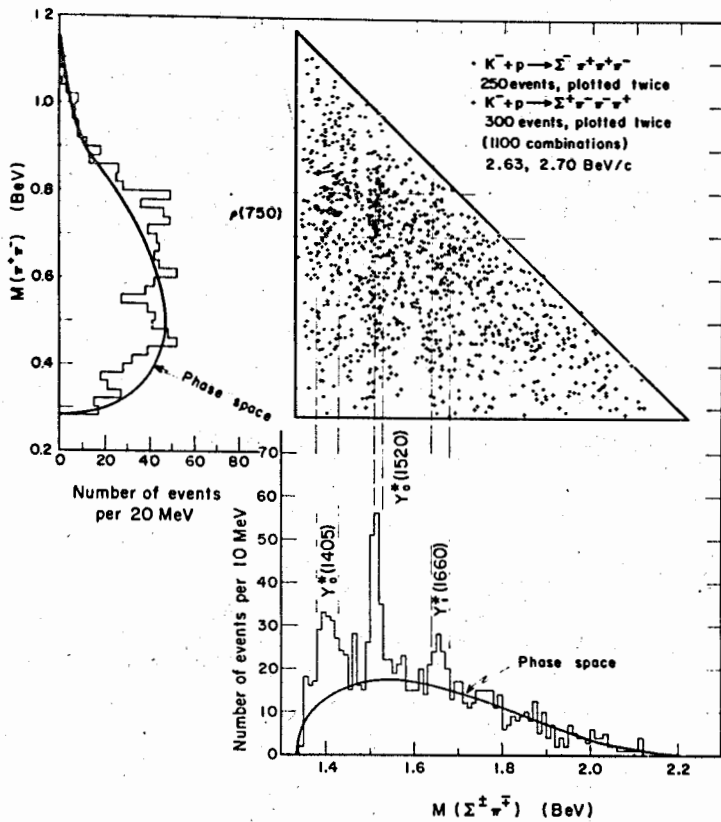 1.2
1.0
0.8
0.6
0.4
0.2
M(π⁺π⁻) (BeV)
Phase space
0 20 40 60 80
Number of events
per 20 MeV
ρ(750)
• K⁻+p → Σ⁻ π⁺π⁺π⁻
250 events, plotted twice
• K⁻+p → Σ⁺π⁻π⁻π⁺
300 events, plotted twice
(1100 combinations)
2.63, 2.70 BeV/c
70
60
50
40
30
20
10
0
Number of events per 10 MeV
Y₀*(1405)
Y₀*(1520)
Y₁*(1660)
Phase space
1.4 1.6 1.8 2.0 2.2
M(Σ±π∓) (BeV)